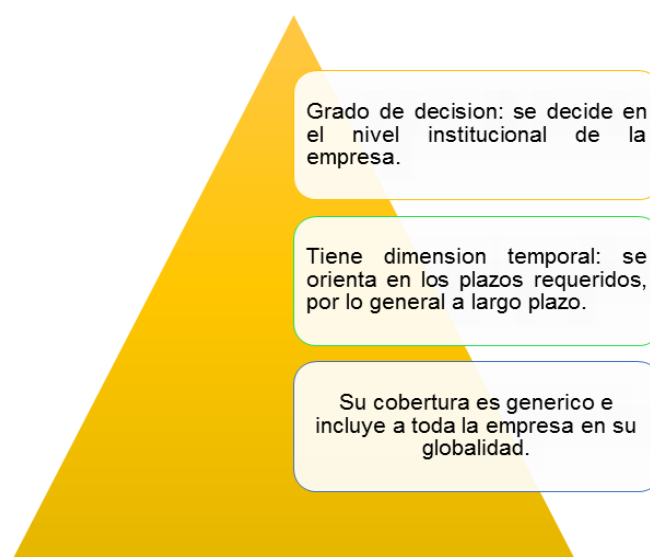 Grado de decision: se decide en
el nivel institucional de la
empresa.
Tiene dimension temporal: se
orienta en los plazos requeridos,
por lo general a largo plazo.
Su cobertura es generico e
incluye a toda la empresa en su
globalidad.